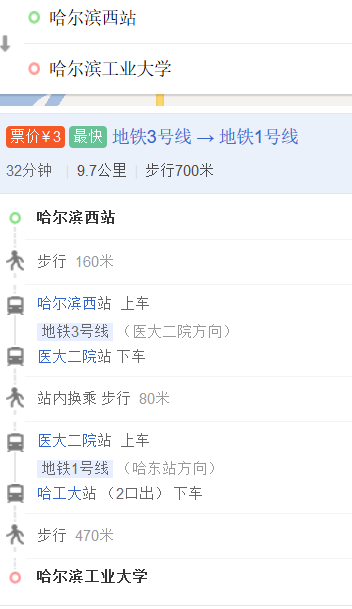 哈尔滨西站
哈尔滨工业大学
票价¥3 最快 地铁3号线 → 地铁1号线
32分钟 | 9.7公里 | 步行700米
哈尔滨西站
步行 160米
哈尔滨西站 上车
地铁3号线 （医大二院方向）
医大二院站 下车
站内换乘 步行 80米
医大二院站 上车
地铁1号线 （哈东站方向）
哈工大站 （2口出） 下车
步行 470米
哈尔滨工业大学